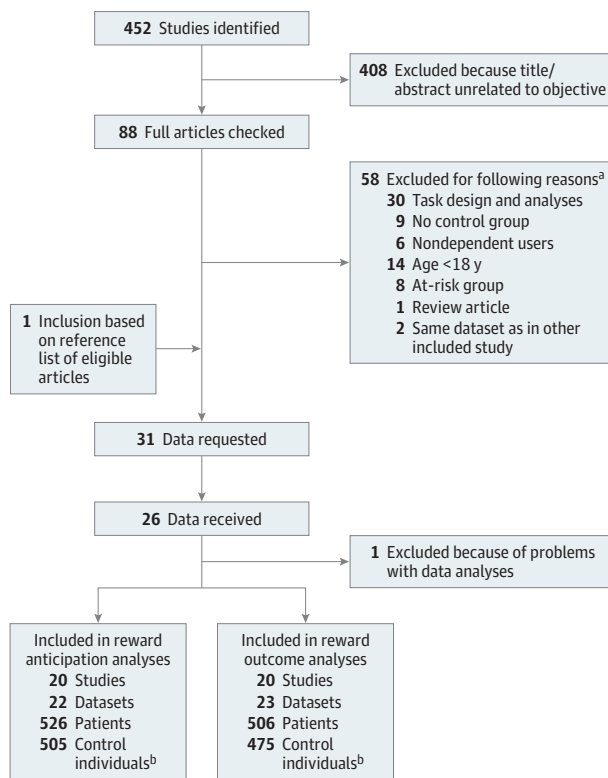 452 Studies identified
408 Excluded because title/
abstract unrelated to objective
88 Full articles checked
58 Excluded for following reasonsa
30 Task design and analyses
9 No control group
6 Nondependent users
14 Age <18 y
8 At-risk group
1 Review article
2 Same dataset as in other
included study
1 Inclusion based
on reference
list of eligible
articles
31 Data requested
26 Data received
1 Excluded because of problems
with data analyses
Included in reward
anticipation analyses
20 Studies
22 Datasets
526 Patients
505 Control
individualsb
Included in reward
outcome analyses
20 Studies
23 Datasets
506 Patients
475 Control
individualsb